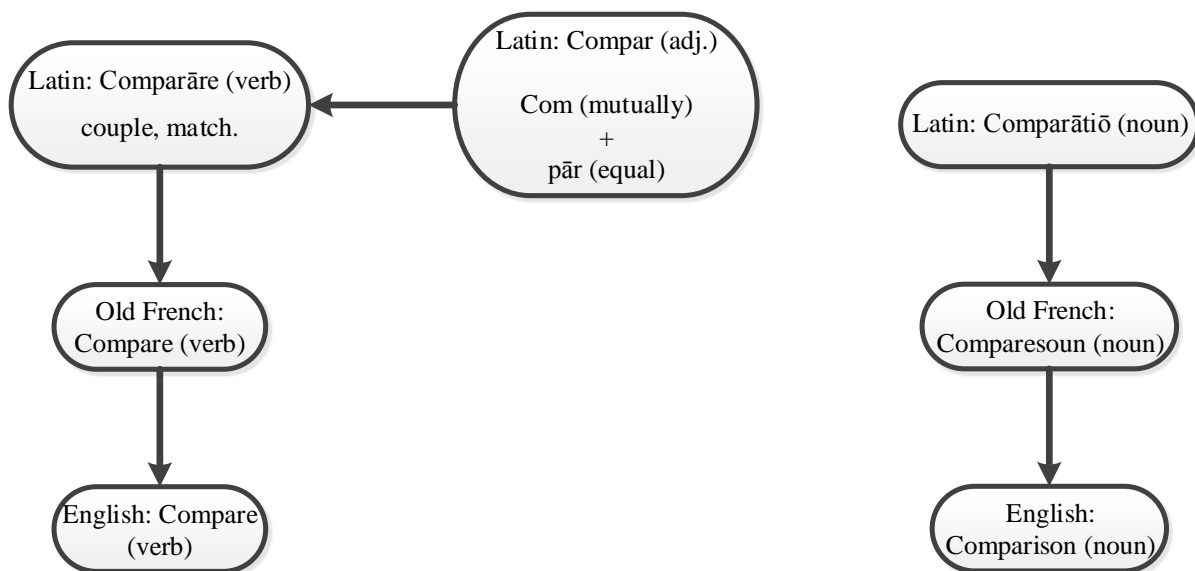 Latin: Comparāre (verb)
couple, match.
Latin: Compar (adj.)
Com (mutually)
+
pār (equal)
Latin: Comparātiō (noun)
Old French:
Compare (verb)
Old French:
Comparesoun (noun)
English: Compare
(verb)
English:
Comparison (noun)